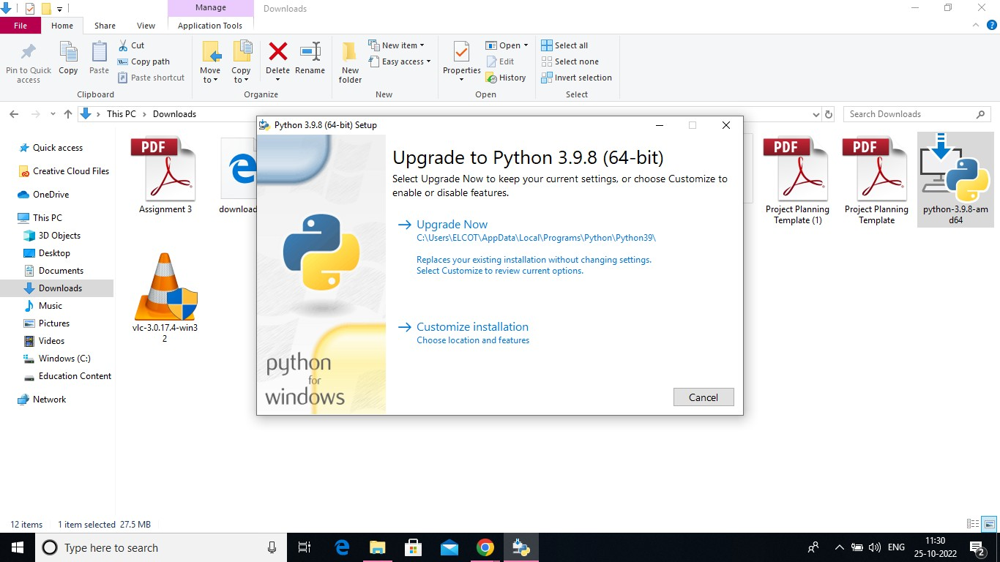 Manage
Downloads
File
Home
Share
View
Application Tools
Pin to Quick
access
Copy
Paste
Cut
Copy path
Paste shortcut
Move
to
Copy
to
Delete
Rename
New
folder
New item
Easy access
Properties
Open
Edit
History
Select all
Select none
Invert selection
Clipboard
Organize
New
Open
Select
This PC
Downloads
Search Downloads
Quick access
Creative Cloud Files
OneDrive
This PC
3D Objects
Desktop
Documents
Downloads
Music
Pictures
Videos
Windows (C:)
Education Content
Network
PDF
Assignment 3
download
PDF
Project Planning
Template (1)
PDF
Project Planning
Template
python-3.9.8-am
d64
vlc-3.0.17.4-win3
2
Python 3.9.8 (64-bit) Setup
Upgrade to Python 3.9.8 (64-bit)
Select Upgrade Now to keep your current settings, or choose Customize to
enable or disable features.
Upgrade Now
C:\Users\ELCOT\AppData\Local\Programs\Python\Python39\
Replaces your existing installation without changing settings.
Select Customize to review current options.
Customize installation
Choose location and features
python
for
windows
Cancel
12 items
1 item selected 27.5 MB
Type here to search
ENG
11:30
25-10-2022
2